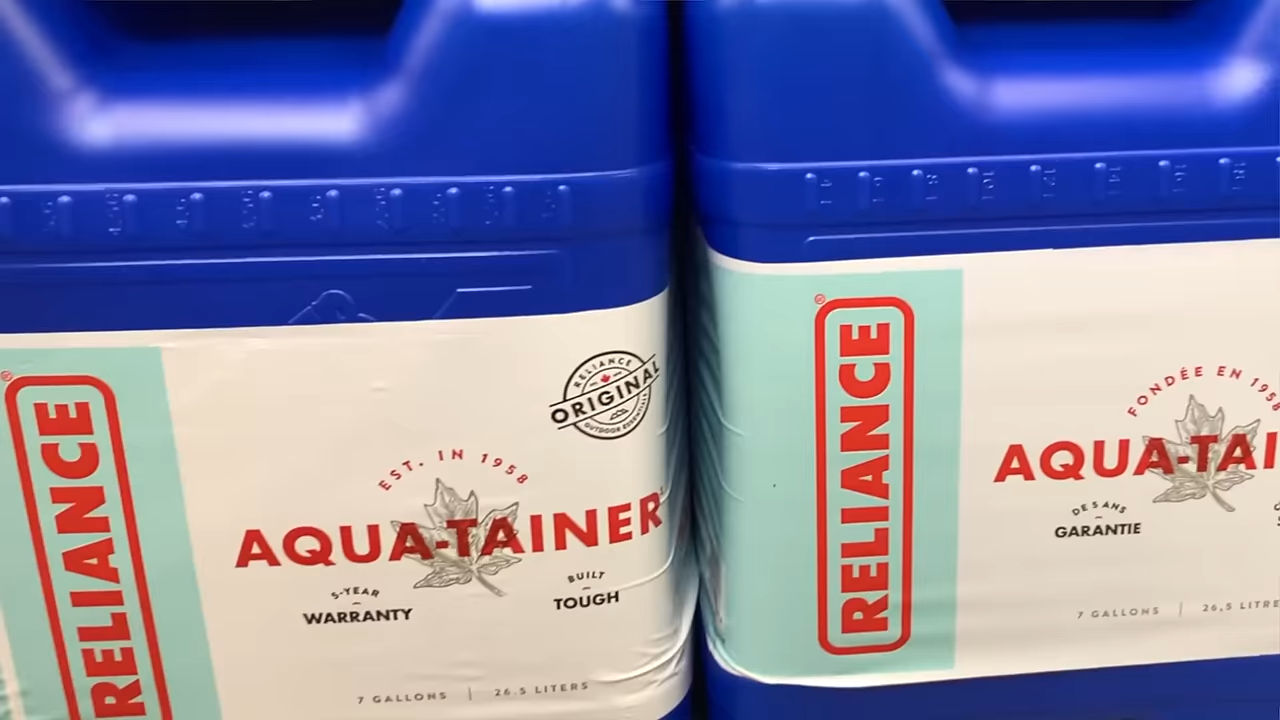 RELIANCE
®
RELIANCE
ORIGINAL
OUTDOOR ESSENTIALS
EST. IN 1958
AQUA-TAINER
5-YEAR
WARRANTY
BUILT
TOUGH
7 GALLONS | 26.5 LITERS
RELIANCE
®
FONDÉE EN 1958
AQUA-TAI
DE 5 ANS
GARANTIE
7 GALLONS | 26,5 LITRE